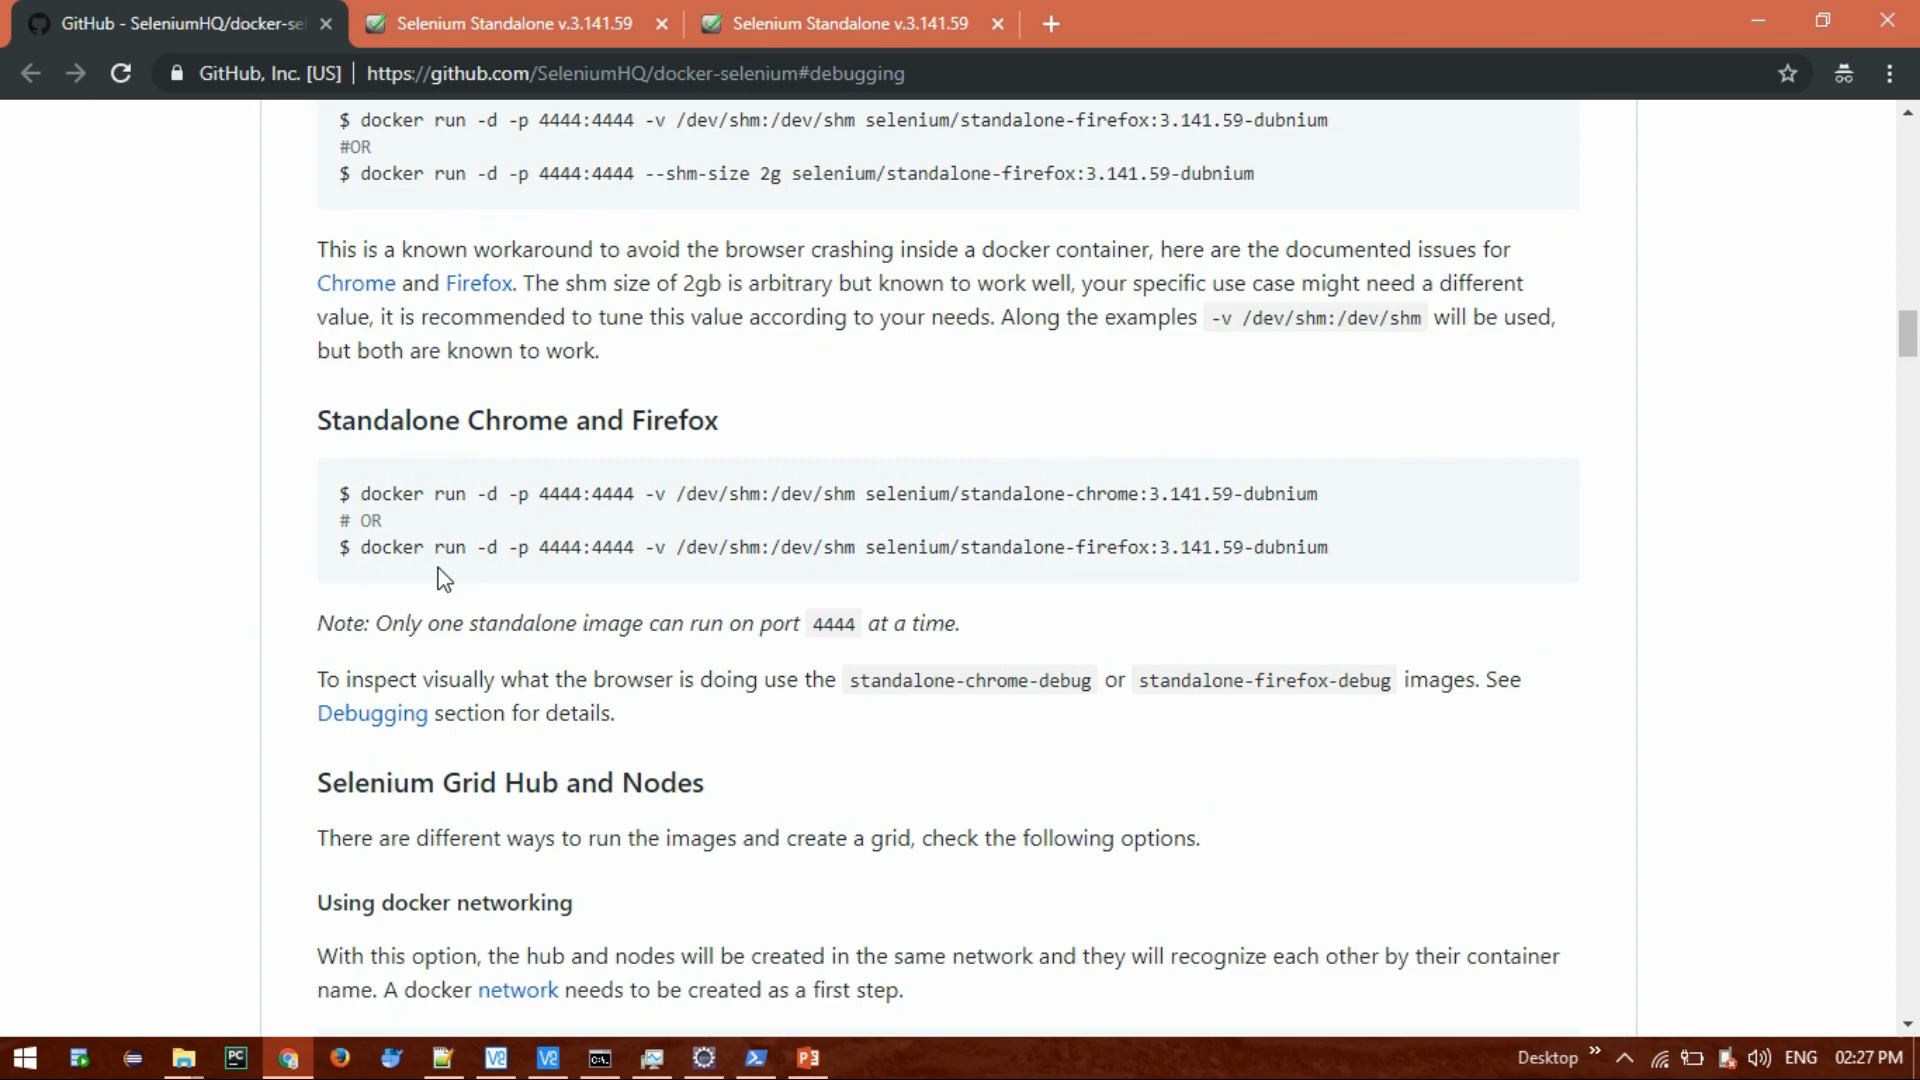 GitHub - SeleniumHQ/docker-se
Selenium Standalone v.3.141.59
Selenium Standalone v.3.141.59
GitHub, Inc. [US] | https://github.com/SeleniumHQ/docker-selenium#debugging
$ docker run -d -p 4444:4444 -v /dev/shm:/dev/shm selenium/standalone-firefox:3.141.59-dubnium
#OR
$ docker run -d -p 4444:4444 --shm-size 2g selenium/standalone-firefox:3.141.59-dubnium
This is a known workaround to avoid the browser crashing inside a docker container, here are the documented issues for
Chrome and Firefox. The shm size of 2gb is arbitrary but known to work well, your specific use case might need a different
value, it is recommended to tune this value according to your needs. Along the examples -v /dev/shm:/dev/shm will be used,
but both are known to work.
Standalone Chrome and Firefox
$ docker run -d -p 4444:4444 -v /dev/shm:/dev/shm selenium/standalone-chrome:3.141.59-dubnium
# OR
$ docker run -d -p 4444:4444 -v /dev/shm:/dev/shm selenium/standalone-firefox:3.141.59-dubnium
Note: Only one standalone image can run on port 4444 at a time.
To inspect visually what the browser is doing use the standalone-chrome-debug or standalone-firefox-debug images. See
Debugging section for details.
Selenium Grid Hub and Nodes
There are different ways to run the images and create a grid, check the following options.
Using docker networking
With this option, the hub and nodes will be created in the same network and they will recognize each other by their container
name. A docker network needs to be created as a first step.
Desktop ENG 02:27 PM